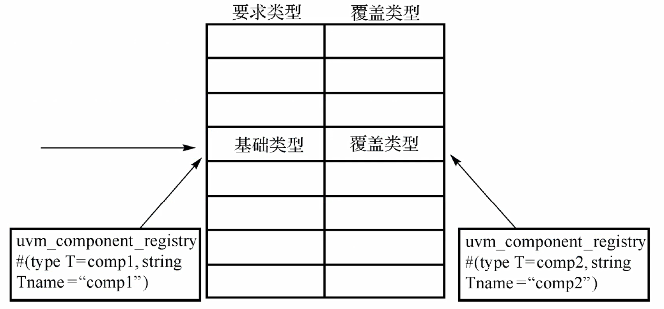 要求类型 覆盖类型
基础类型 覆盖类型
uvm_component_registry
#(type T=comp1, string
Tname=“comp1”)
uvm_component_registry
#(type T=comp2, string
Tname=“comp2”)